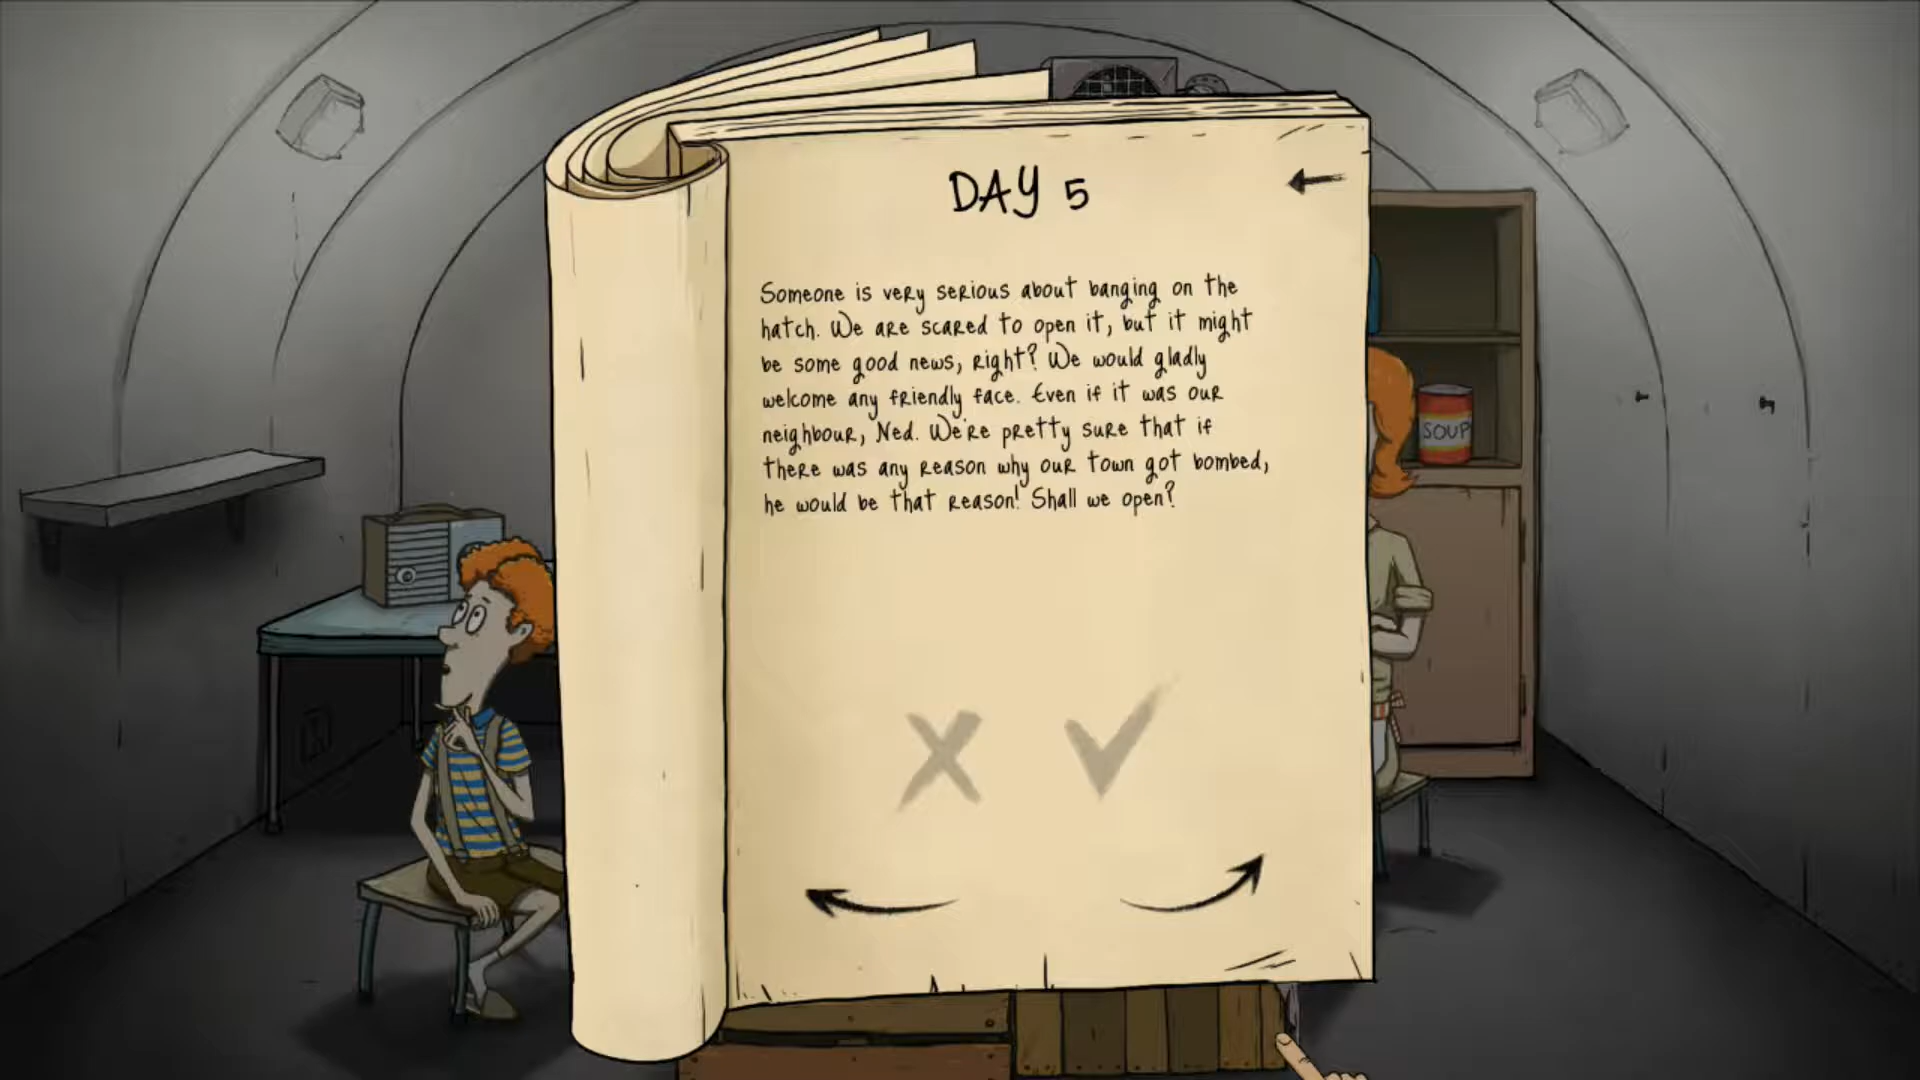 DAY 5
Someone is very serious about banging on the
hatch. We are scared to open it, but it might
be some good news, right? We would gladly
welcome any friendly face. Even if it was our
neighbour, Ned. We're pretty sure that if
there was any reason why our town got bombed,
he would be that reason! Shall we open?
SOUP